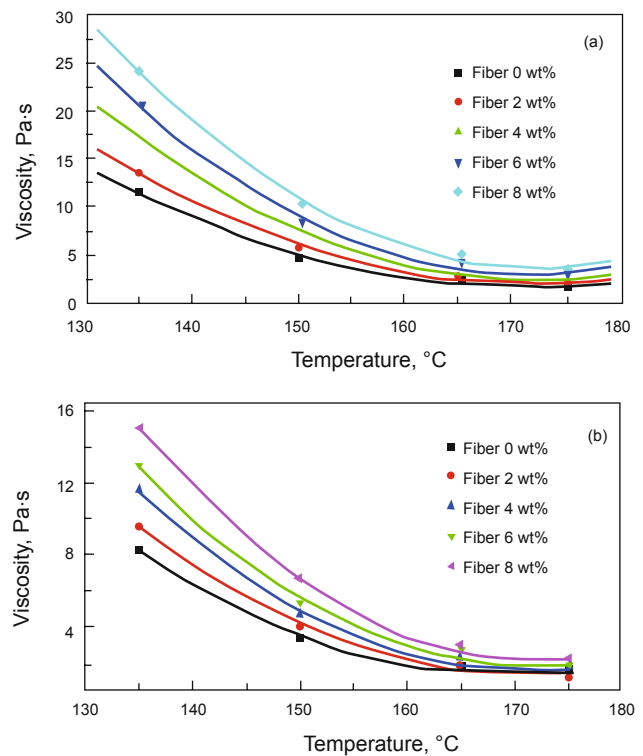 30
25
20
15
10
5
0
Viscosity, Pa·s
(a)
Fiber 0 wt%
Fiber 2 wt%
Fiber 4 wt%
Fiber 6 wt%
Fiber 8 wt%
130 140 150 160 170 180
Temperature, °C
16
12
8
4
Viscosity, Pa·s
(b)
Fiber 0 wt%
Fiber 2 wt%
Fiber 4 wt%
Fiber 6 wt%
Fiber 8 wt%
130 140 150 160 170 180
Temperature, °C